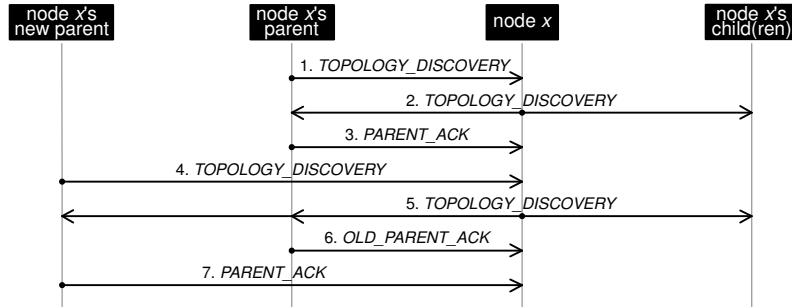 node x's
new parent
node x's
parent
node x
node x's
child(ren)
1. TOPOLOGY_DISCOVERY
2. TOPOLOGY_DISCOVERY
3. PARENT_ACK
4. TOPOLOGY_DISCOVERY
5. TOPOLOGY_DISCOVERY
6. OLD_PARENT_ACK
7. PARENT_ACK